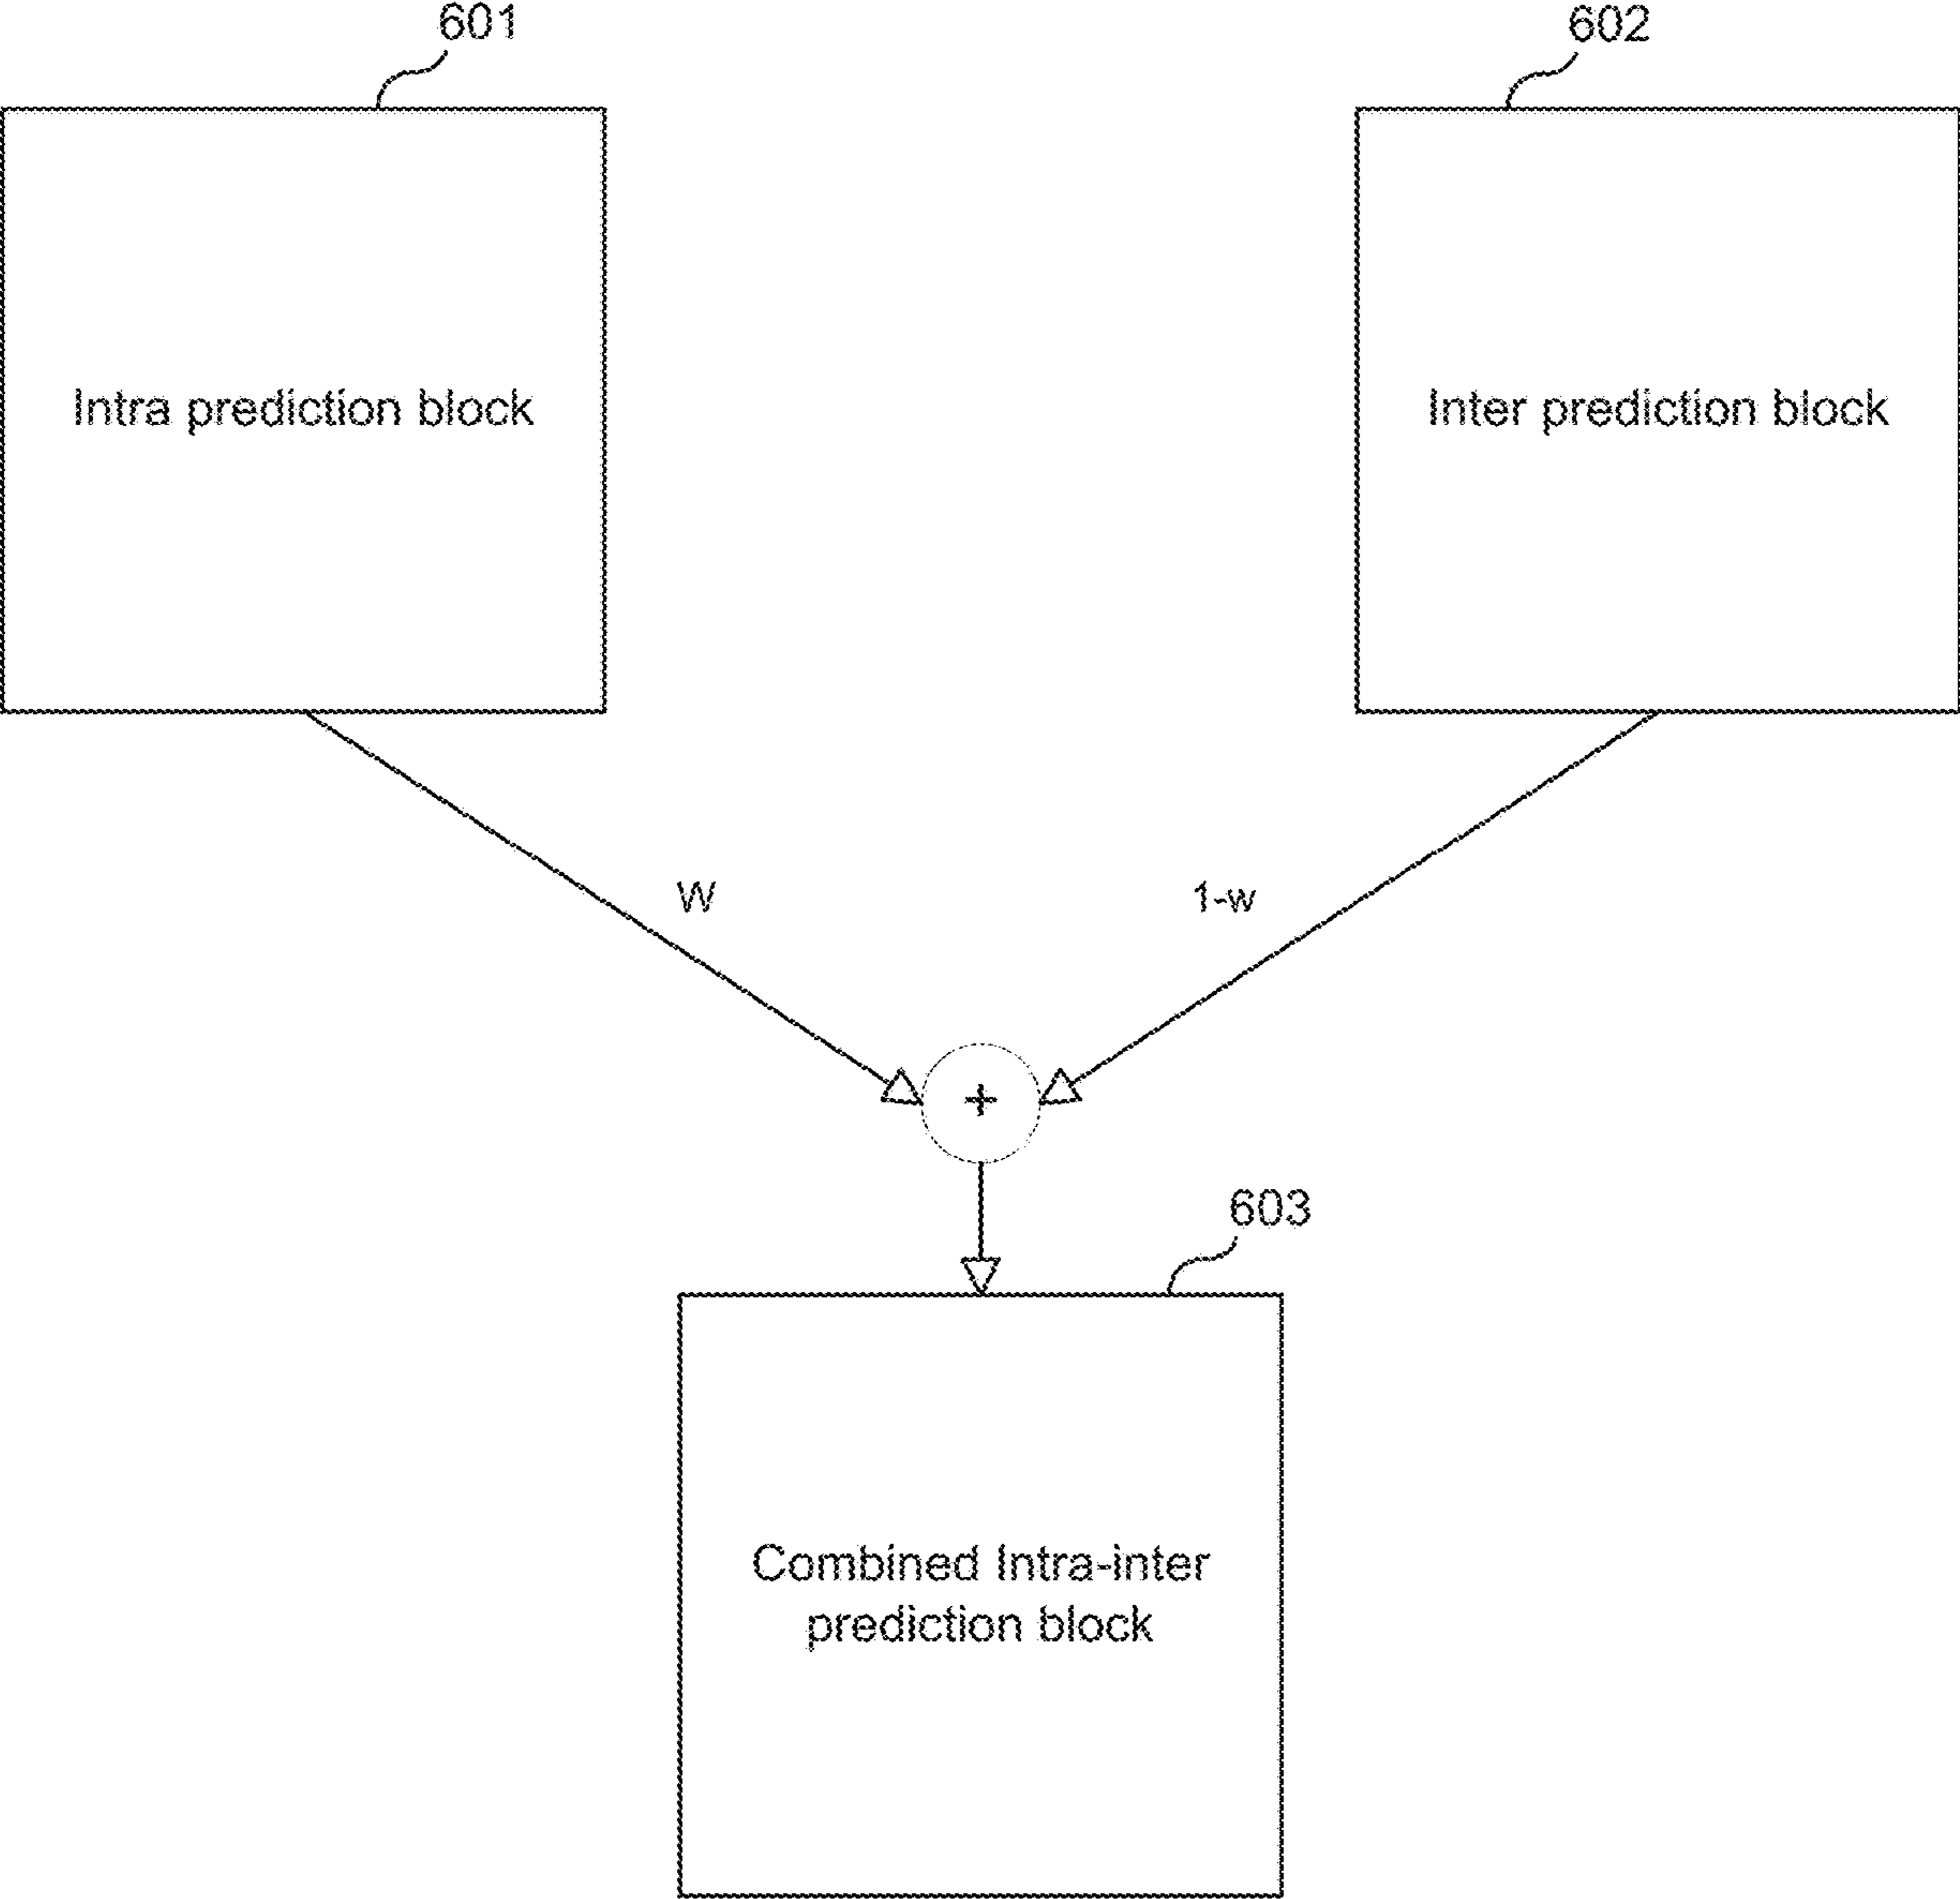 601
602
Intra prediction block
Inter prediction block
W
1-w
+
603
Combined Intra-inter
prediction block